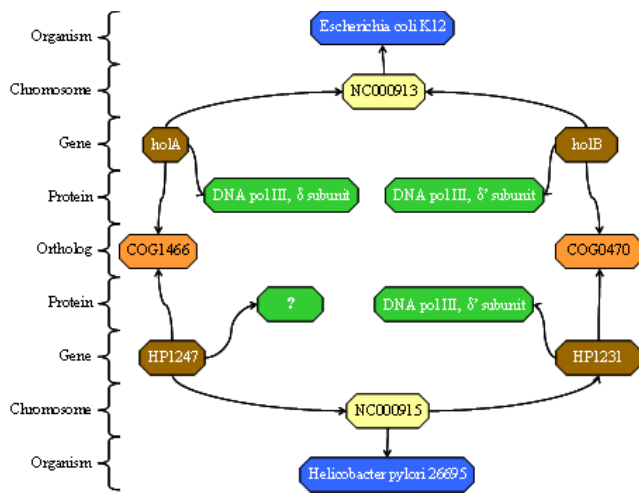 Organism
Escherichia coli K12
Chromosome
NC000913
Gene
holA
holB
Protein
DNA pol III, δ subunit
DNA pol III, δ' subunit
Ortholog
COG1466
COG0470
Protein
?
DNA pol III, δ' subunit
Gene
HP1247
HP1231
Chromosome
NC000915
Organism
Helicobacter pylori 26695